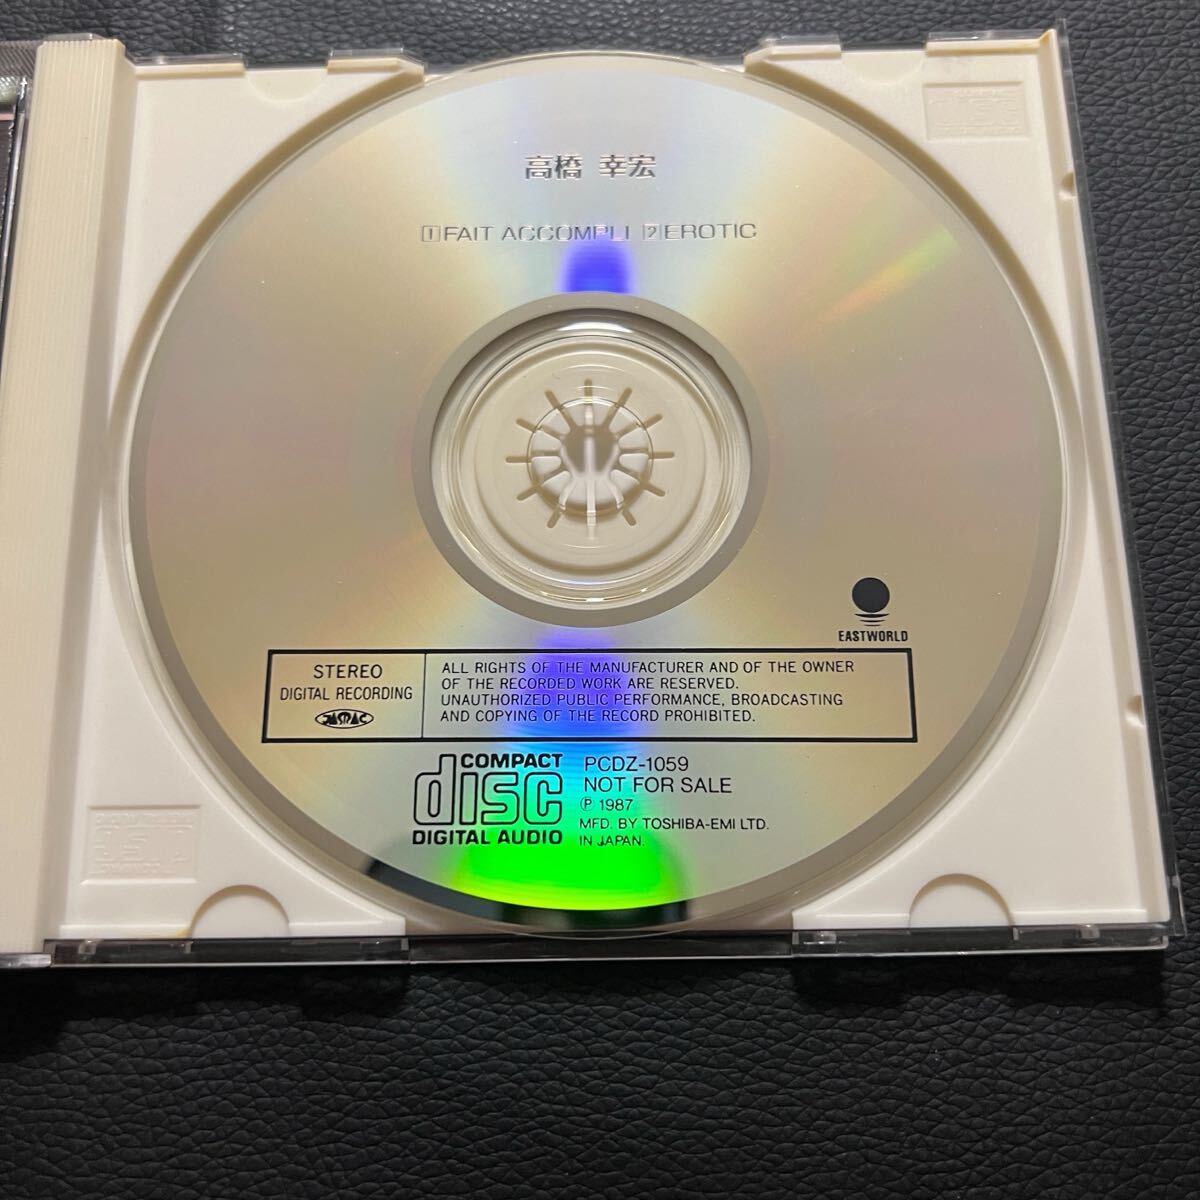 高橋 幸宏
1 FAIT ACCOMPLI 2 EROTIC
EASTWORLD
STEREO
DIGITAL RECORDING
JASRAC
ALL RIGHTS OF THE MANUFACTURER AND OF THE OWNER
OF THE RECORDED WORK ARE RESERVED.
UNAUTHORIZED PUBLIC PERFORMANCE, BROADCASTING
AND COPYING OF THE RECORD PROHIBITED.
COMPACT
disc
DIGITAL AUDIO
PCDZ-1059
NOT FOR SALE
Ⓟ 1987
MFD. BY TOSHIBA-EMI LTD.
IN JAPAN.